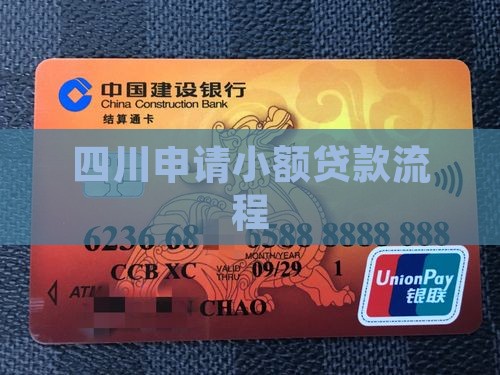 中国建设银行
China Construction Bank
结算通卡
四川申请小额贷款流
程
6236 68 8588 8888 888
MONTH/YEAR
CCB XC VALID THRU 09/29 1
ATM
CHAO
UnionPay
银联